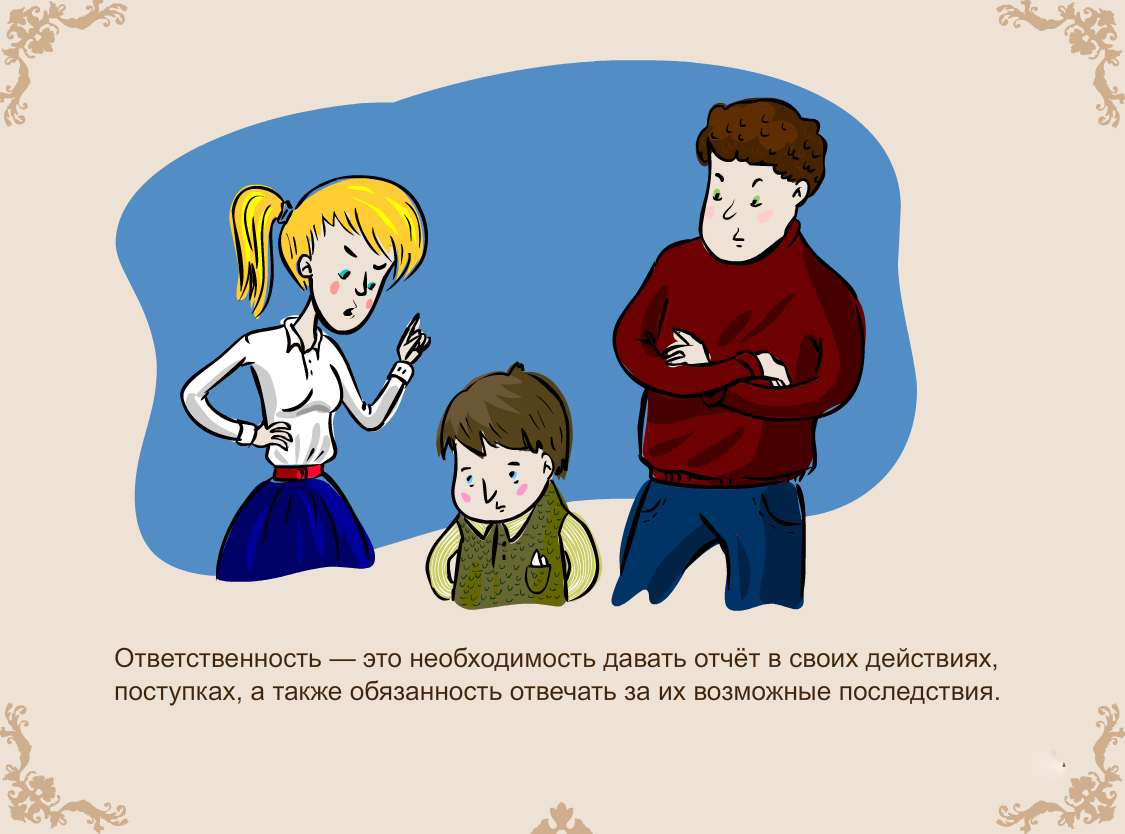 Ответственность — это необходимость давать отчёт в своих действиях,
поступках, а также обязанность отвечать за их возможные последствия.